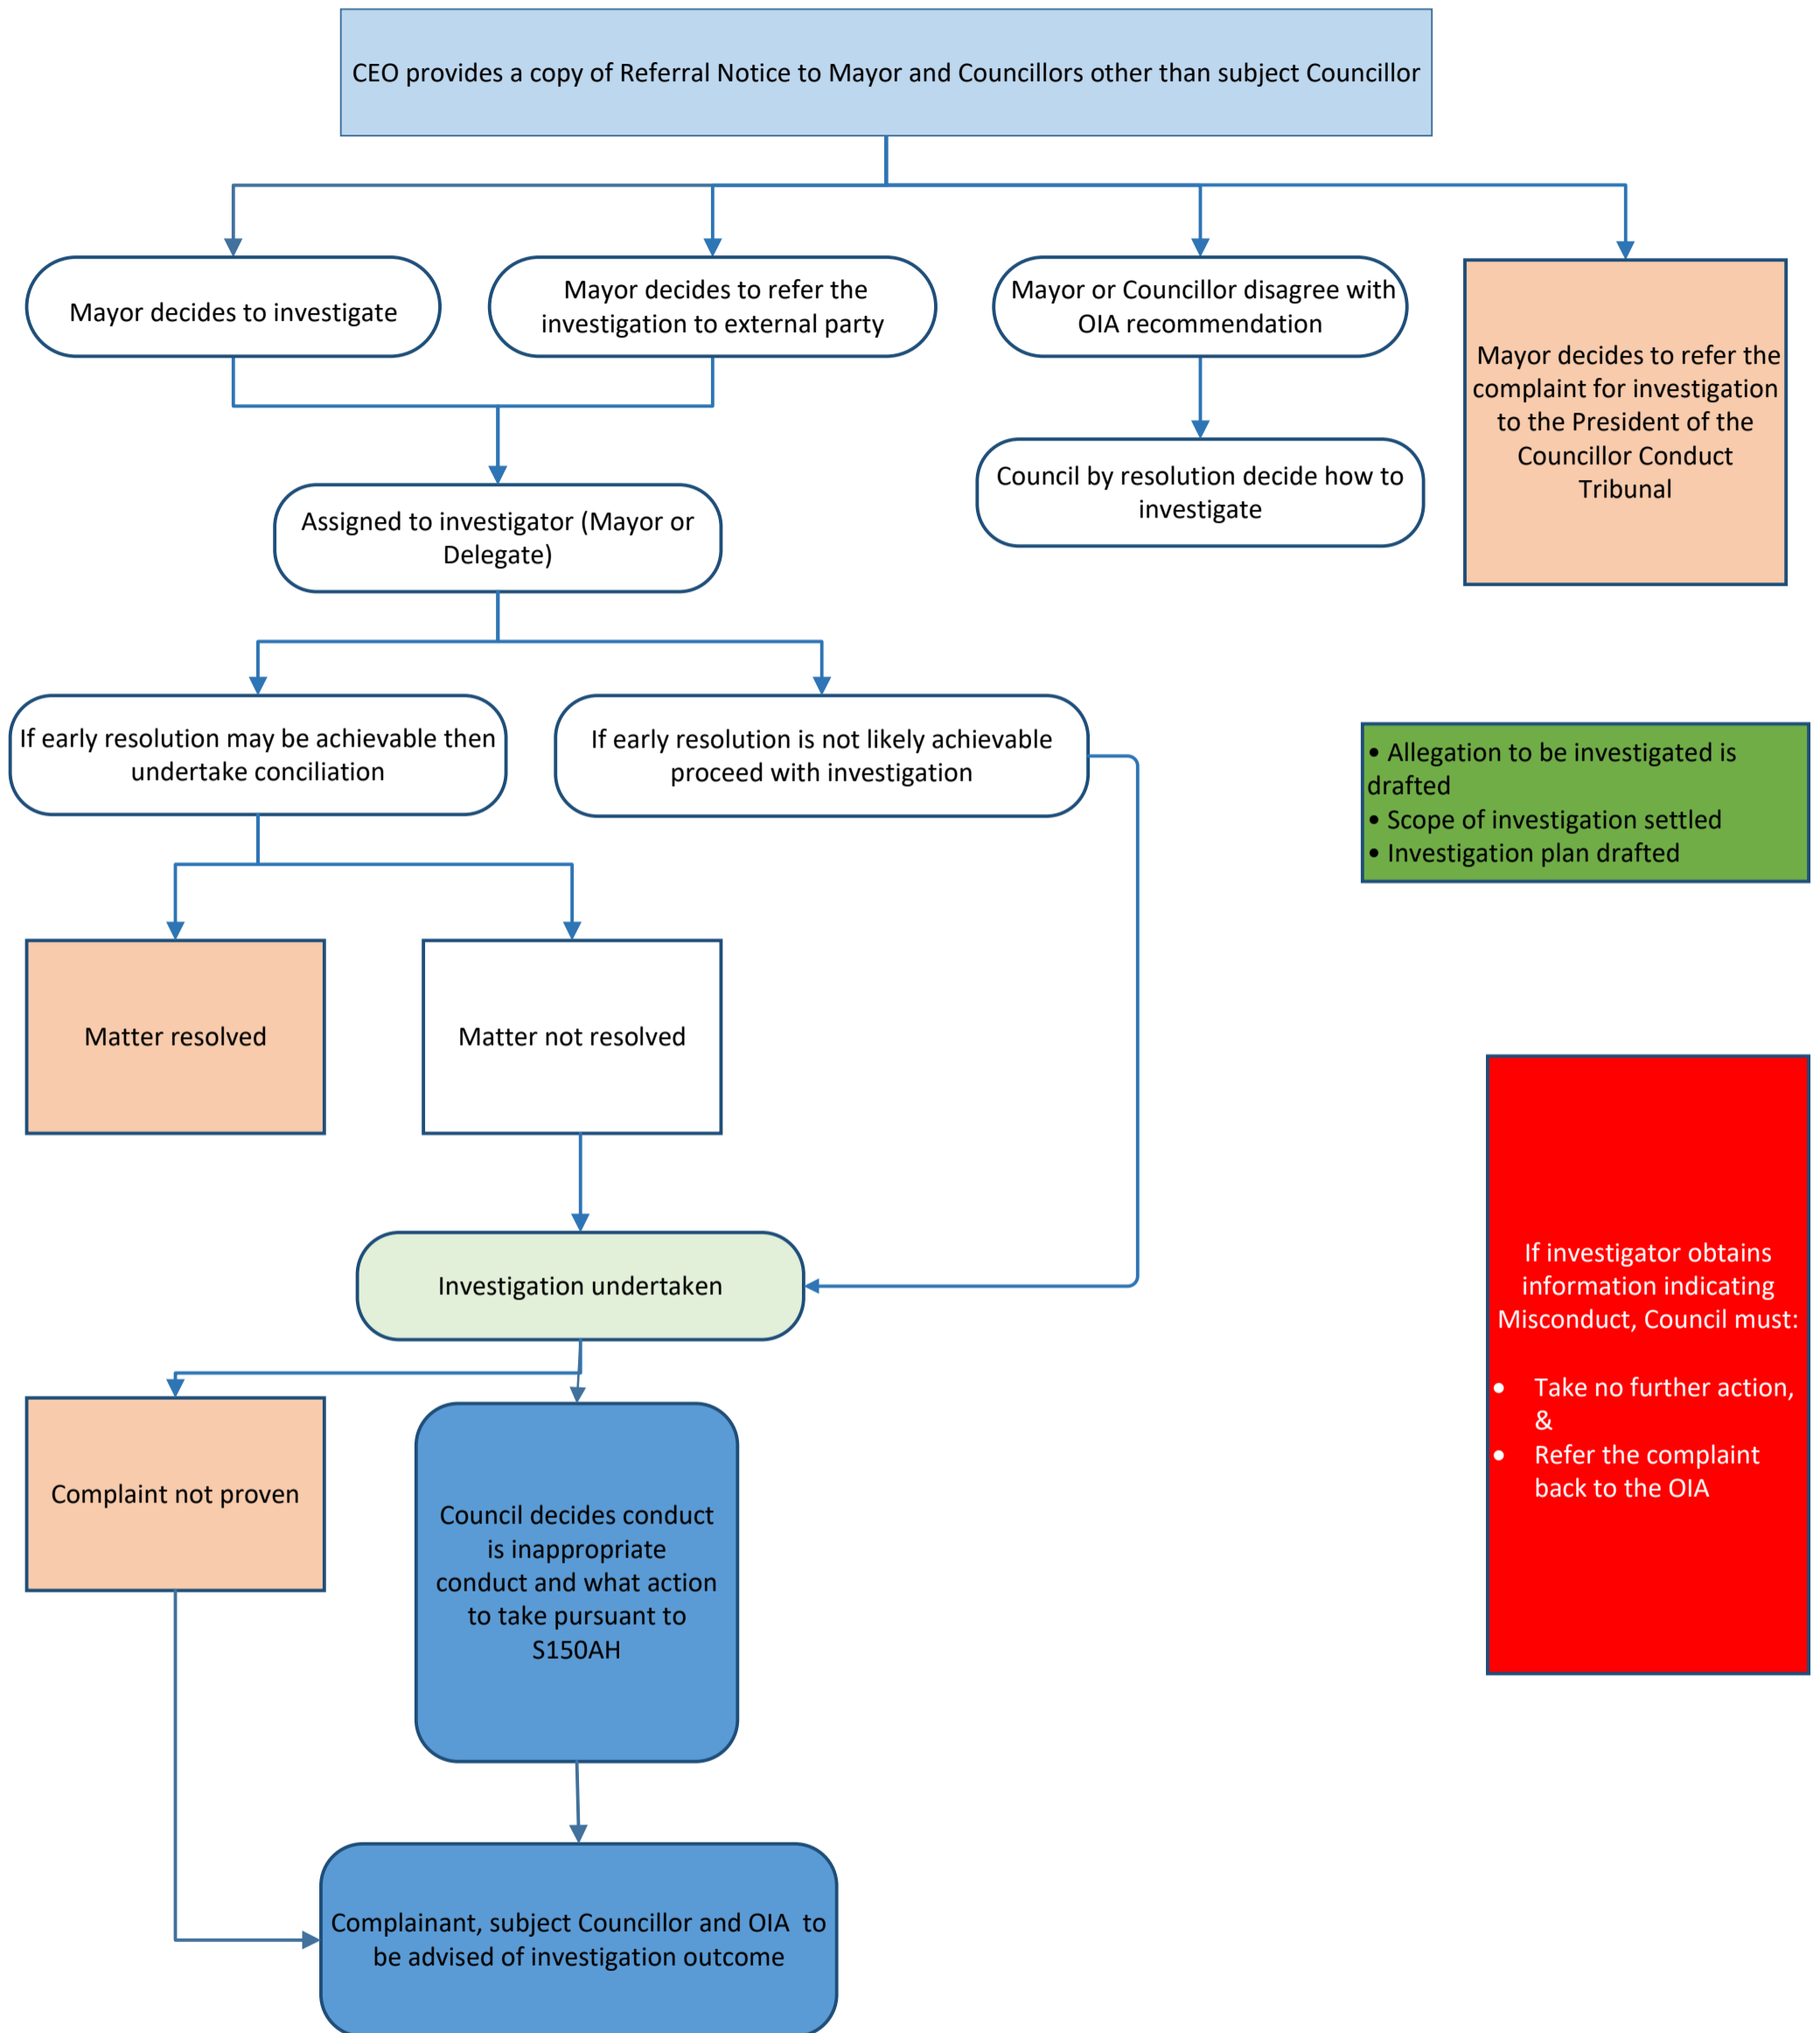 CEO provides a copy of Referral Notice to Mayor and Councillors other than subject Councillor
Mayor decides to investigate
Mayor decides to refer the
investigation to external party
Mayor or Councillor disagree with
OIA recommendation
Mayor decides to refer the
complaint for investigation
to the President of the
Councillor Conduct
Tribunal
Council by resolution decide how to
investigate
Assigned to investigator (Mayor or
Delegate)
If early resolution may be achievable then
undertake conciliation
If early resolution is not likely achievable
proceed with investigation
• Allegation to be investigated is
drafted
• Scope of investigation settled
• Investigation plan drafted
Matter resolved
Matter not resolved
If investigator obtains
information indicating
Misconduct, Council must:
• Take no further action,
&
• Refer the complaint
back to the OIA
Investigation undertaken
Complaint not proven
Council decides conduct
is inappropriate
conduct and what action
to take pursuant to
S150AH
Complainant, subject Councillor and OIA  to
be advised of investigation outcome